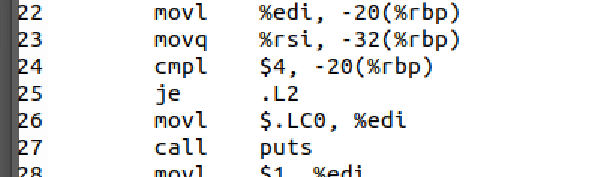 22 movl %edi, -20(%rbp)
23 movq %rsi, -32(%rbp)
24 cmpl $4, -20(%rbp)
25 je .L2
26 movl $.LC0, %edi
27 call puts
28 movl $1, %edi